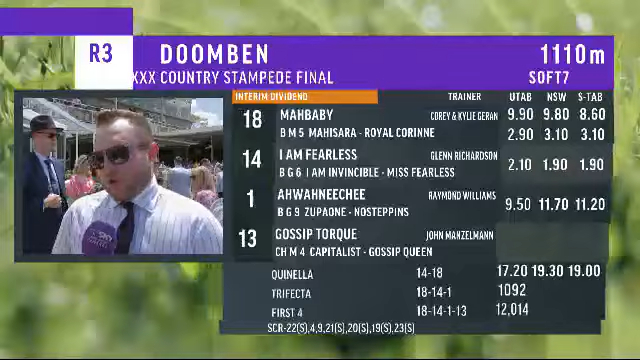 R3 DOOMBEN 1110m
XXX COUNTRY STAMPEDE FINAL SOFT7
INTERIM DIVIDEND TRAINER UTAB NSW S-TAB
18 MAHBABY COREY & KYLIE GERAN 9.90 9.80 8.60
B M 5 MAHISARA - ROYAL CORINNE 2.90 3.10 3.10
14 I AM FEARLESS GLENN RICHARDSON 2.10 1.90 1.90
B G 6 I AM INVINCIBLE - MISS FEARLESS
1 AHWAHNEECHEE RAYMOND WILLIAMS 9.50 11.70 11.20
B G 9 ZUPAONE - NOSTEPPINS
13 GOSSIP TORQUE JOHN MANZELMANN
CH M 4 CAPITALIST - GOSSIP QUEEN
QUINELLA 14-18 17.20 19.30 19.00
TRIFECTA 18-14-1 1092
FIRST 4 18-14-1-13 12,014
SCR-22(S),4,9,21(S),20(S),19(S),23(S)